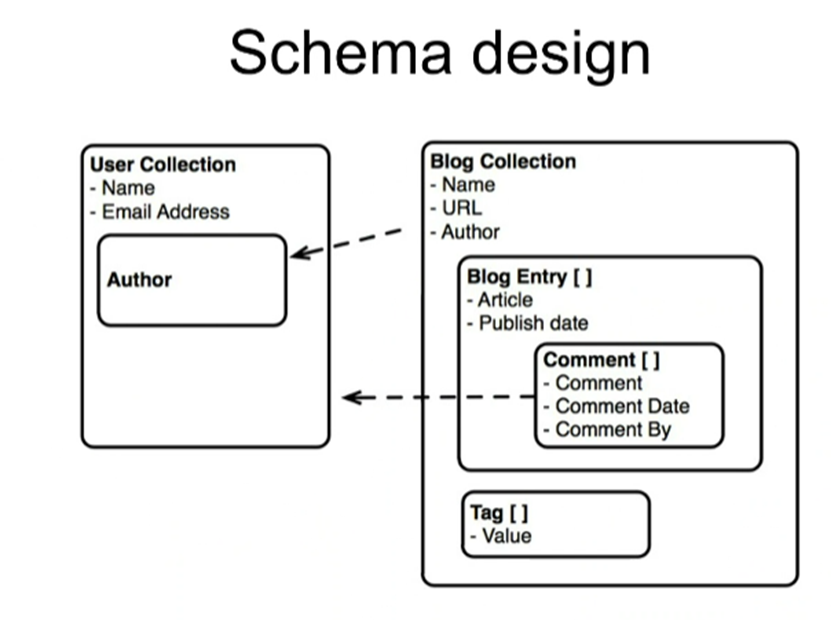 Schema design
User Collection
- Name
- Email Address
Author
Blog Collection
- Name
- URL
- Author
Blog Entry [ ]
- Article
- Publish date
Comment [ ]
- Comment
- Comment Date
- Comment By
Tag [ ]
- Value